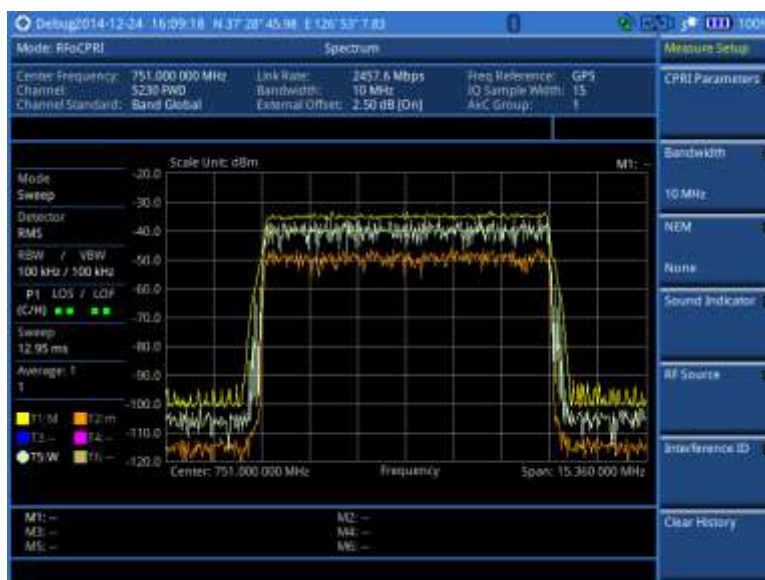 Debug2014-12-24 16:09:18 N 37° 28' 45.98 E 126° 53' 7.83 100%
Mode: RFoCPRI Spectrum Measure Setup
Center Frequency: 751.000 000 MHz Link Rate: 2457.6 Mbps Freq Reference: GPS
Channel: 5230 FWD Bandwidth: 10 MHz IQ Sample Width: 15
Channel Standard: Band Global External Offset: 2.50 dB [On] AxC Group: 1
CPRI Parameters
Bandwidth
10 MHz
NEM
None
Sound Indicator
RF Source
Interference ID
Clear History
Scale Unit: dBm M1: --
Mode
Sweep
Detector
RMS
RBW / VBW
100 kHz / 100 kHz
P1 LOS / LOF
(C/H)
Sweep
12.95 ms
Average: 1
1
T1: M T2: m
T3: -- T4: --
T5: W T6: --
-20.0
-30.0
-40.0
-50.0
-60.0
-70.0
-80.0
-90.0
-100.0
-110.0
-120.0
Center: 751.000 000 MHz Frequency Span: 15.360 000 MHz
M1: -- M2: --
M3: -- M4: --
M5: -- M6: --